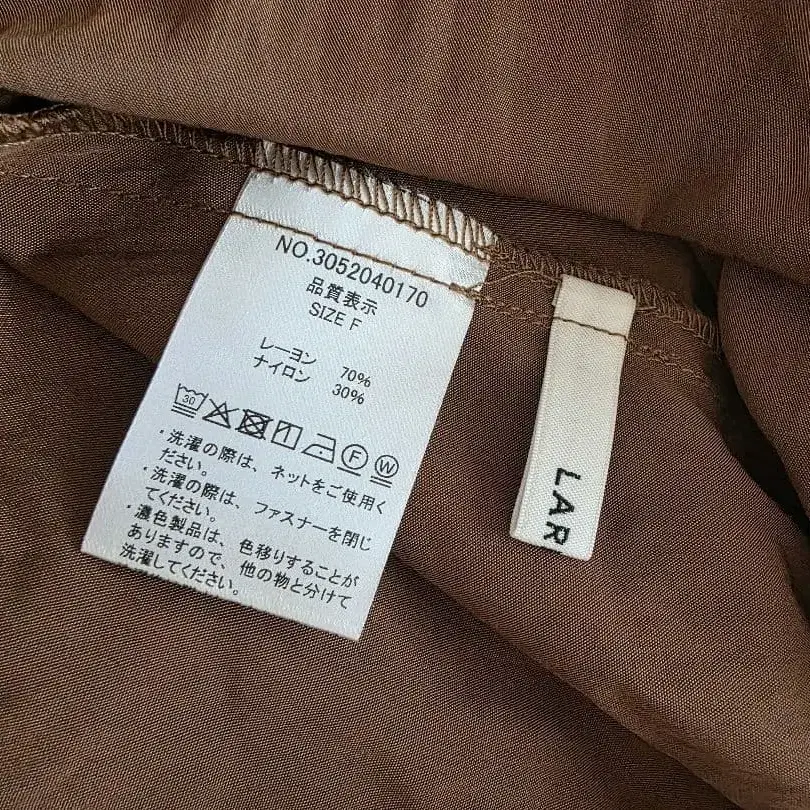 NO.3052040170
品質表示
SIZE F
レーヨン 70%
ナイロン 30%
30
F W
・洗濯の際は、ネットをご使用く
ださい。
・洗濯の際は、ファスナーを閉じ
てください。
・濃色製品は、色移りすることが
ありますので、他の物と分けて
洗濯してください。
LAR